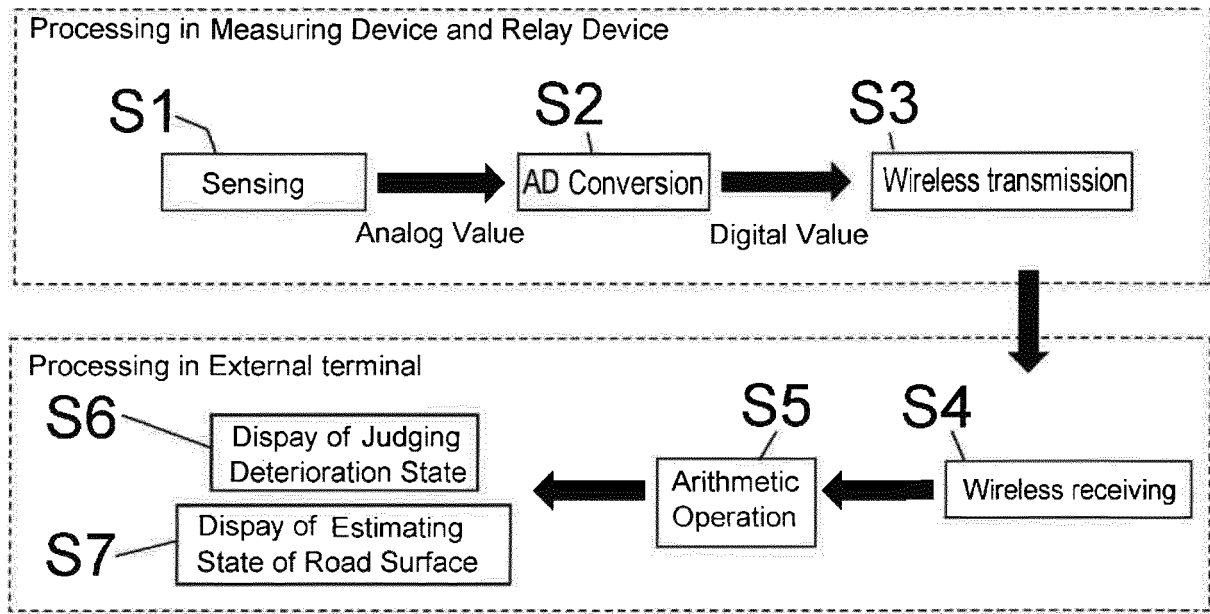 Processing in Measuring Device and Relay Device
S1
S2
S3
Sensing
AD Conversion
Wireless transmission
Analog Value
Digital Value
Processing in External terminal
S6
S5
S4
Dispay of Judging
Deterioration State
Arithmetic
Operation
Wireless receiving
S7
Dispay of Estimating
State of Road Surface